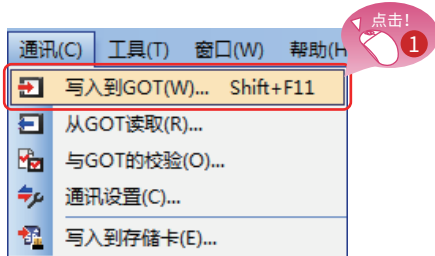 点击!
1
通讯(C) 工具(T) 窗口(W) 帮助(H
写入到GOT(W)... Shift+F11
从GOT读取(R)...
与GOT的校验(O)...
通讯设置(C)...
写入到存储卡(E)...